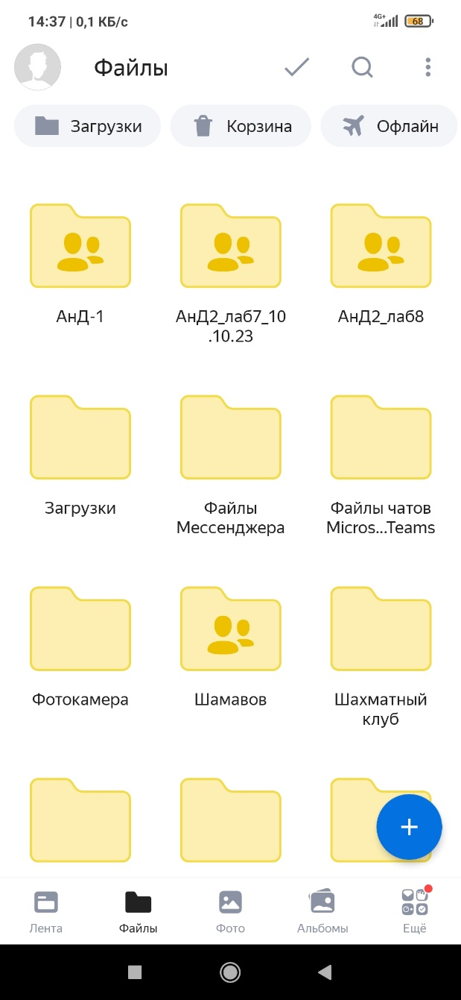 14:37 | 0,1 КБ/с
4G+
68
Файлы
Загрузки
Корзина
Офлайн
АнД-1
АнД2_лаб7_10
.10.23
АнД2_лаб8
Загрузки
Файлы
Мессенджера
Файлы чатов
Micros...Teams
Фотокамера
Шамавов
Шахматный
клуб
Лента
Файлы
Фото
Альбомы
Ещё